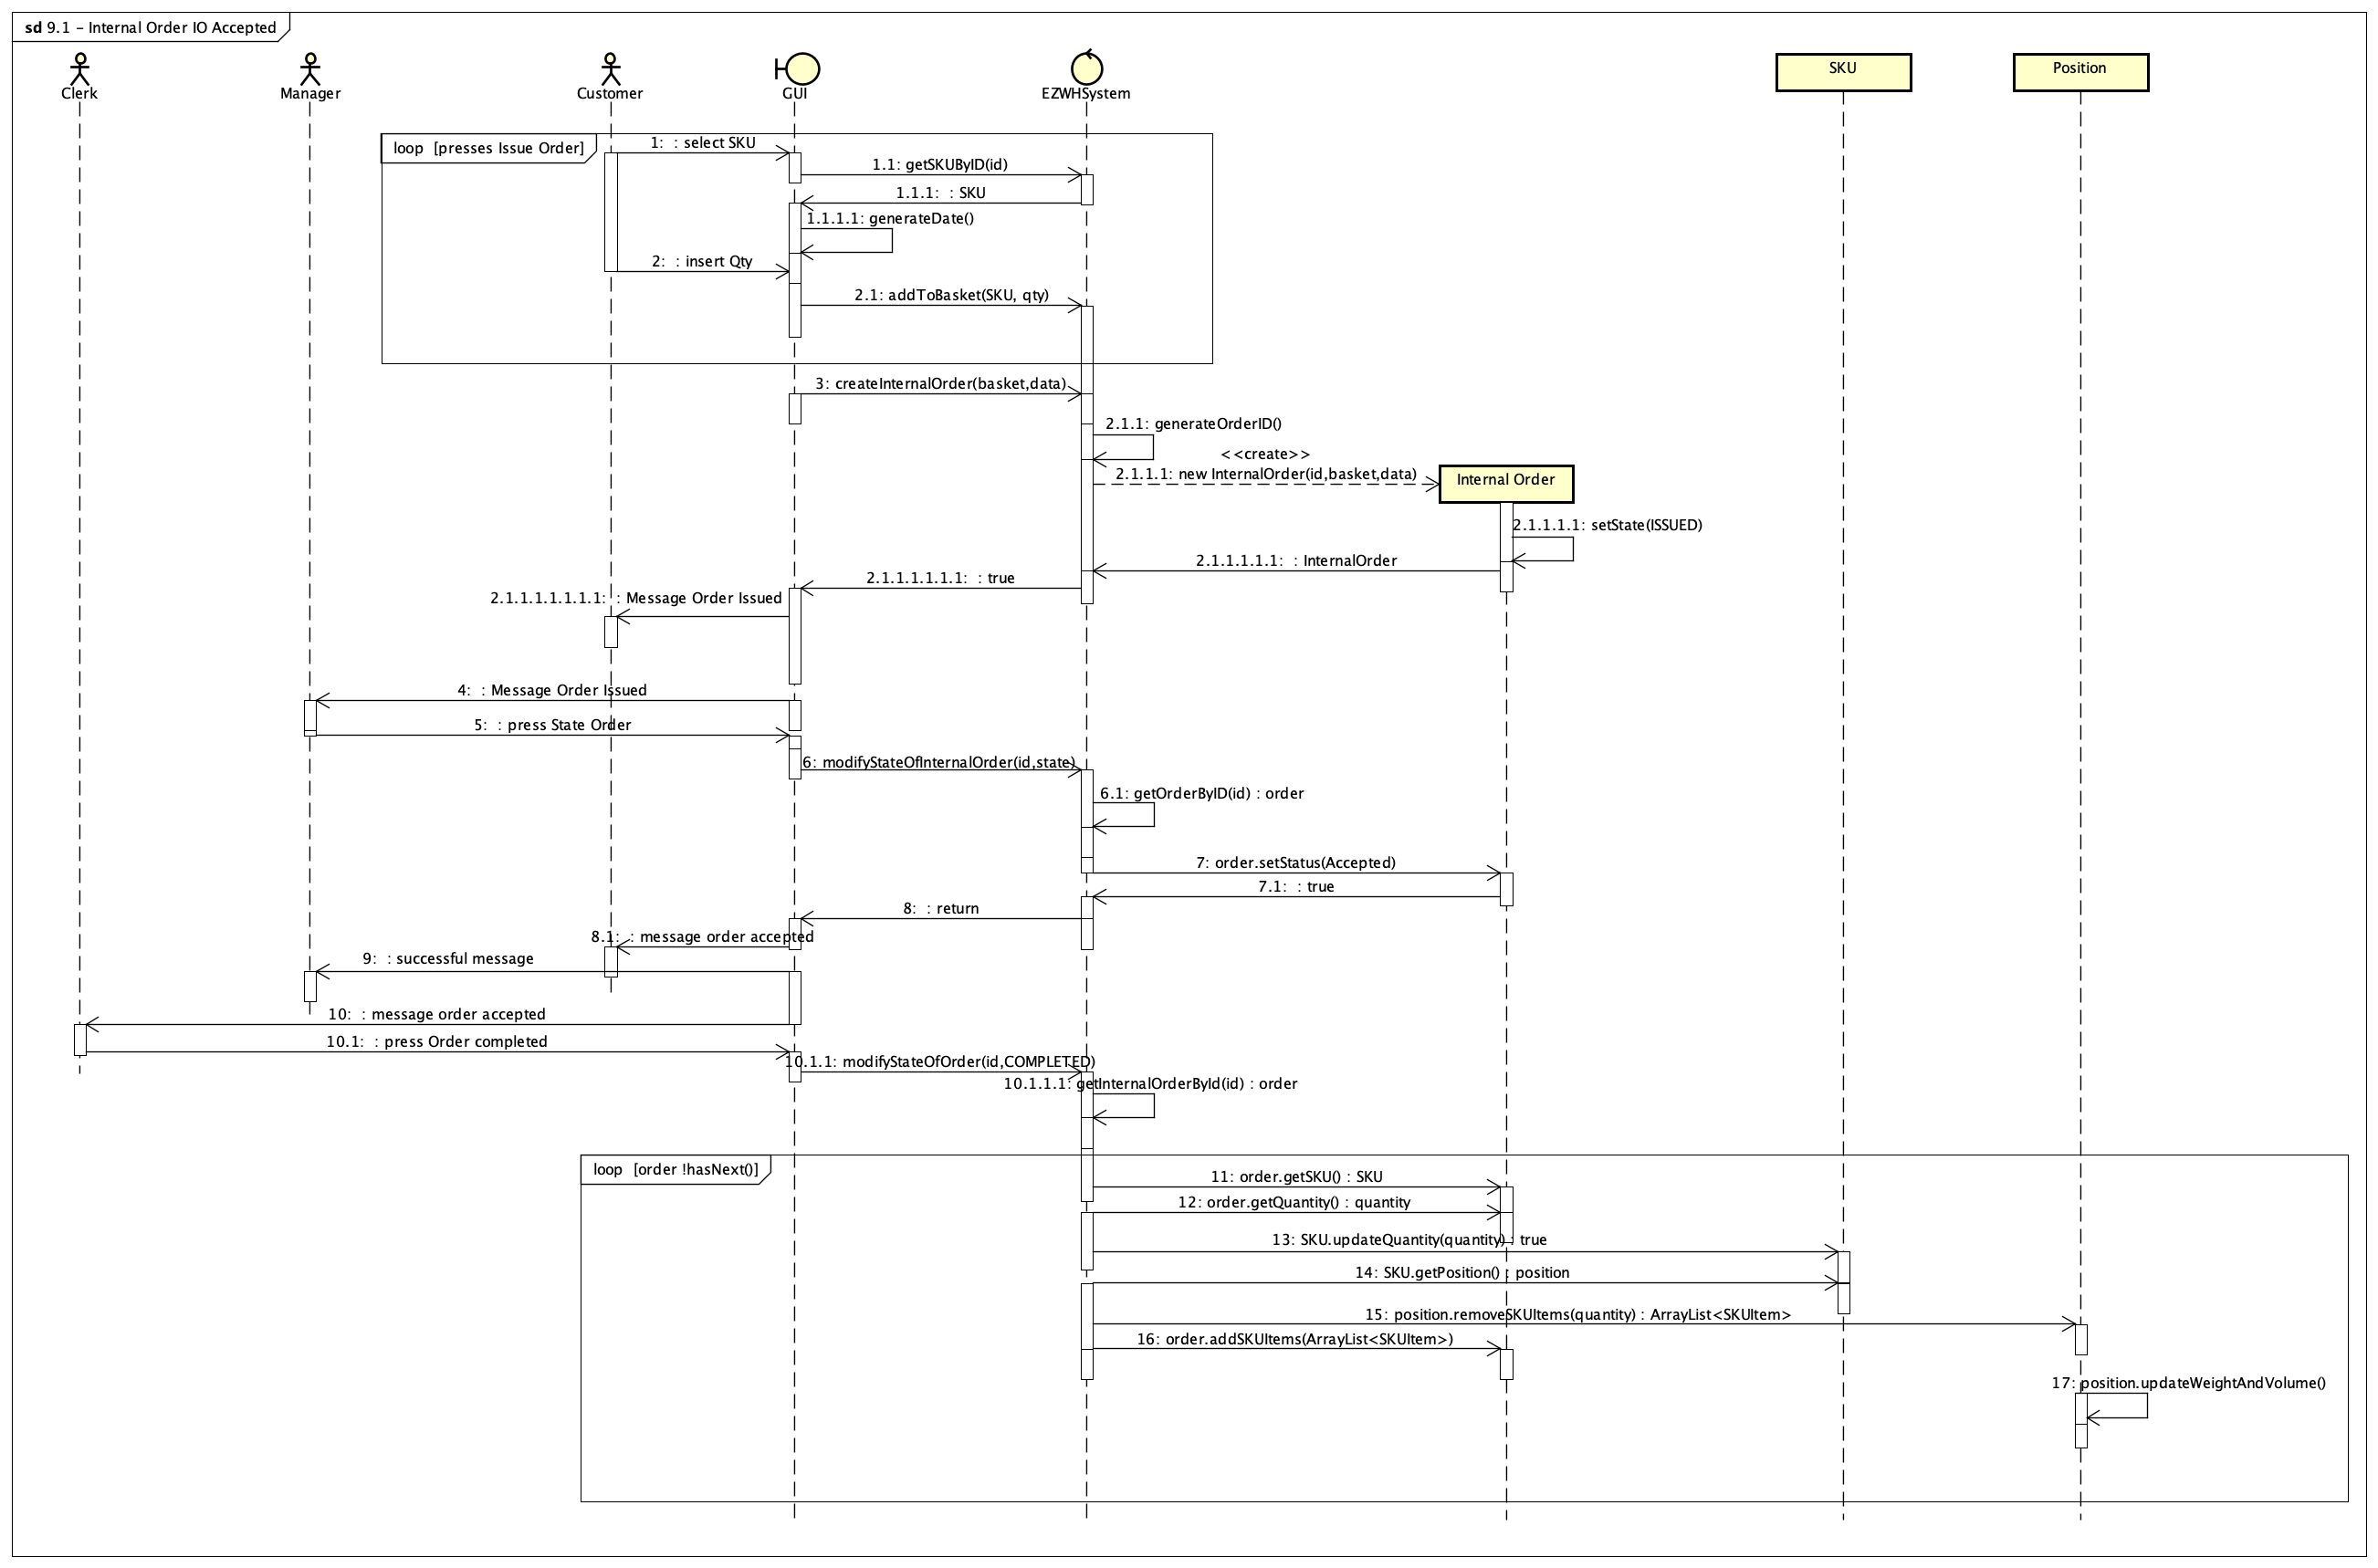 sd 9.1 - Internal Order IO Accepted
Clerk
Manager
Customer
GUI
EZWHSystem
SKU
Position
loop [presses Issue Order]
1: : select SKU
1.1: getSKUByID(id)
1.1.1: : SKU
1.1.1.1: generateDate()
2: : insert Qty
2.1: addToBasket(SKU, qty)
3: createInternalOrder(basket,data)
2.1.1: generateOrderID()
<<create>>
2.1.1.1: new InternalOrder(id,basket,data)
Internal Order
2.1.1.1.1: setState(ISSUED)
2.1.1.1.1.1: : InternalOrder
2.1.1.1.1.1.1: : true
2.1.1.1.1.1.1.1: : Message Order Issued
4: : Message Order Issued
5: : press State Order
6: modifyStateOfInternalOrder(id,state)
6.1: getOrderByID(id) : order
7: order.setStatus(Accepted)
7.1: : true
8: : return
8.1: : message order accepted
9: : successful message
10: : message order accepted
10.1: : press Order completed
10.1.1: modifyStateOfOrder(id,COMPLETED)
10.1.1.1: getInternalOrderById(id) : order
loop [order !hasNext()]
11: order.getSKU() : SKU
12: order.getQuantity() : quantity
13: SKU.updateQuantity(quantity) : true
14: SKU.getPosition() : position
15: position.removeSKUItems(quantity) : ArrayList<SKUItem>
16: order.addSKUItems(ArrayList<SKUItem>)
17: position.updateWeightAndVolume()